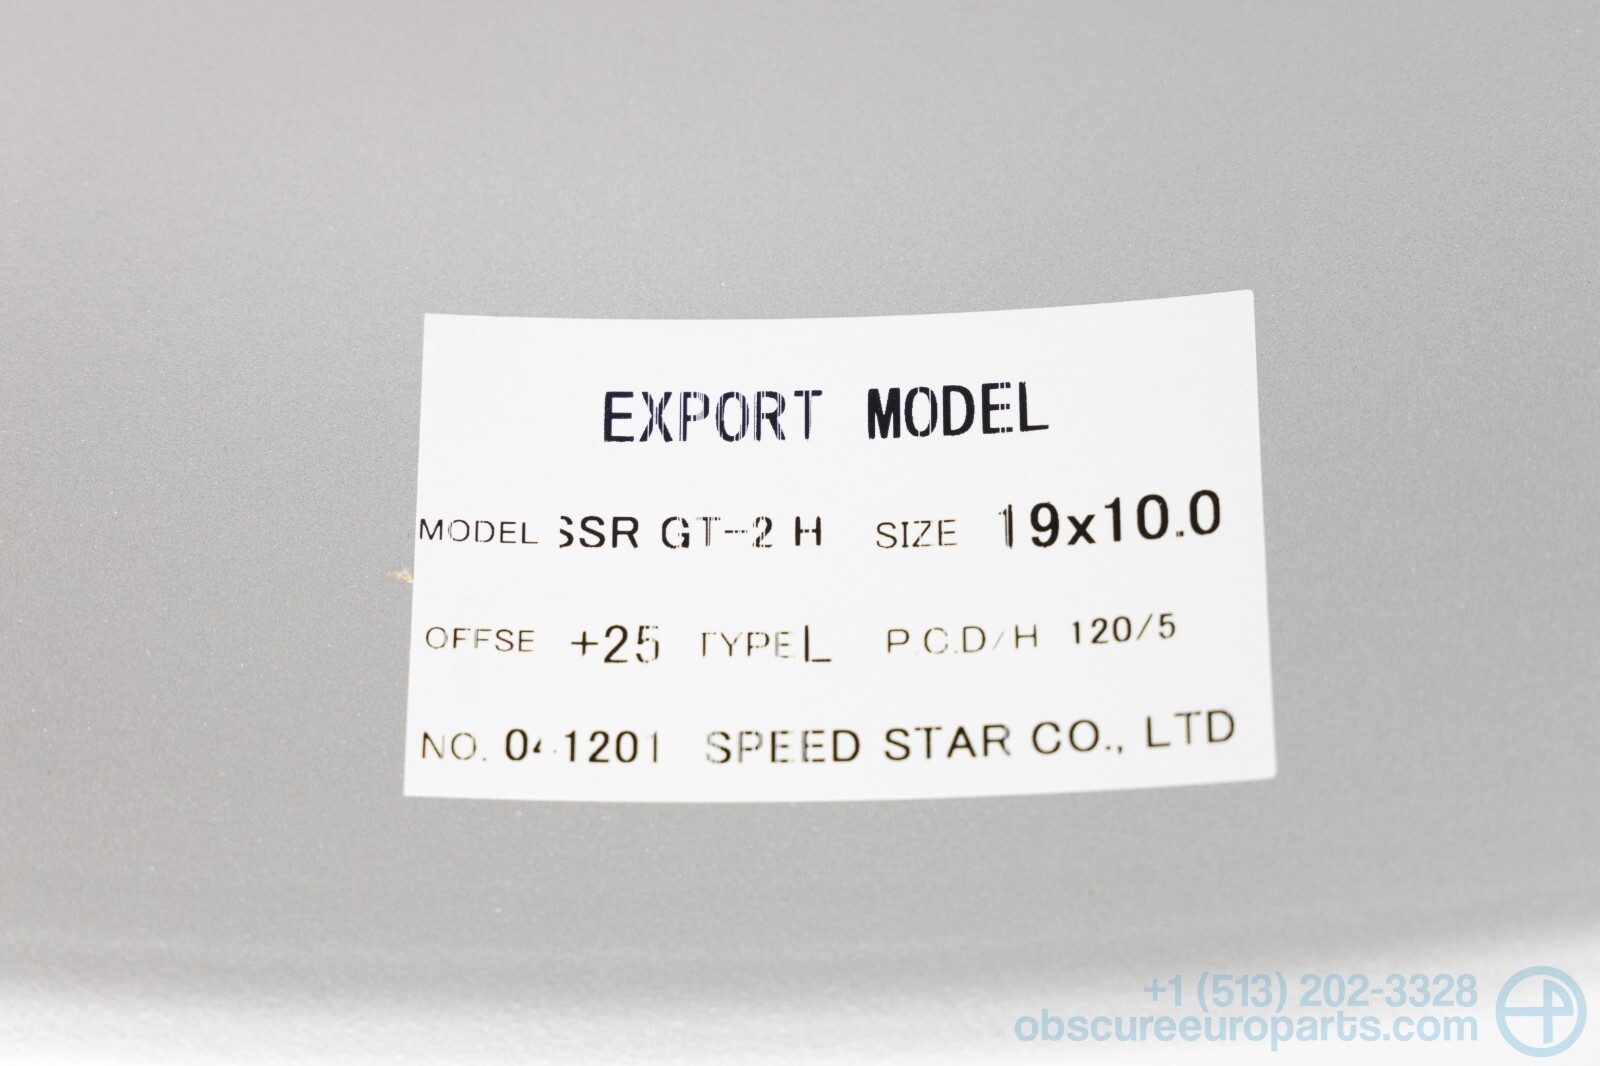 EXPORT MODEL
MODEL SSR GT-2 H SIZE 19x10.0
OFFSE +25 TYPE L P.C.D/H 120/5
NO. 041201 SPEED STAR CO., LTD
+1 (513) 202-3328
obscureeuroparts.com